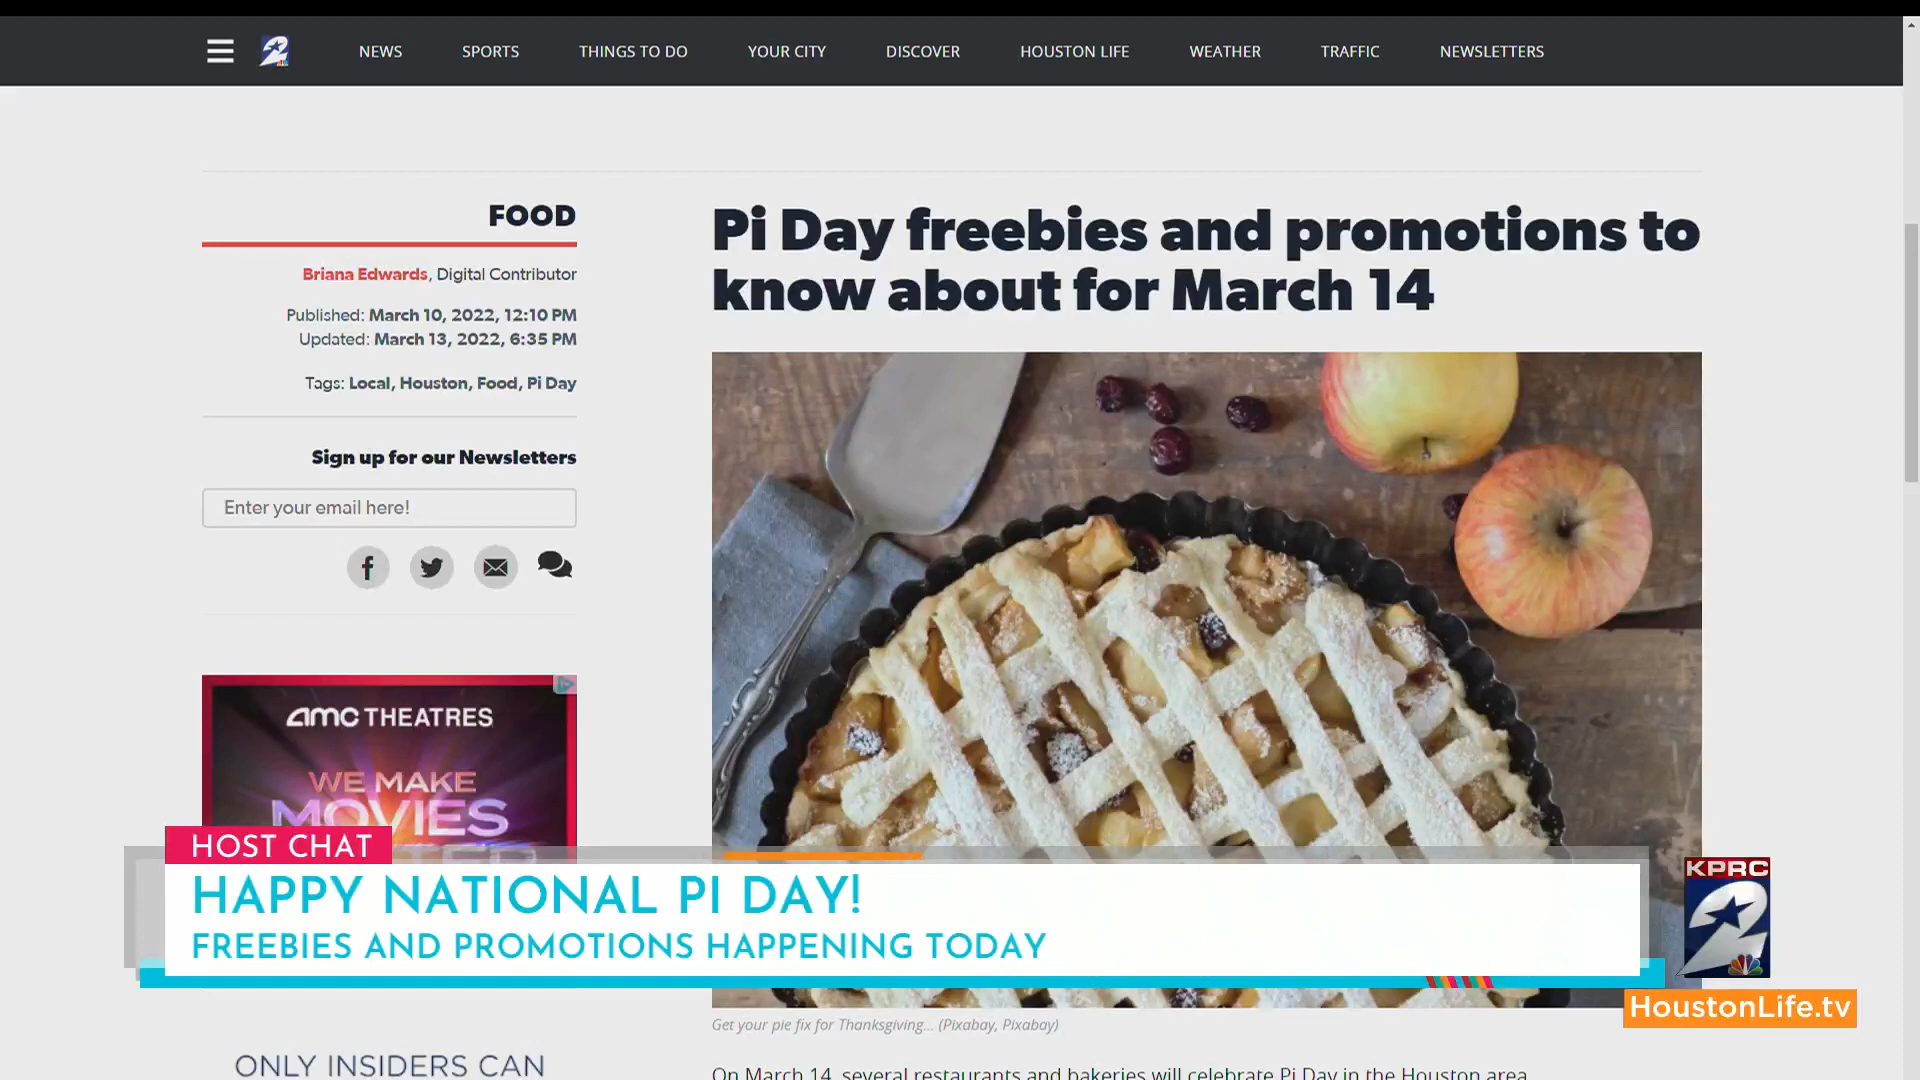 NEWS SPORTS THINGS TO DO YOUR CITY DISCOVER HOUSTON LIFE WEATHER TRAFFIC NEWSLETTERS
FOOD
Briana Edwards, Digital Contributor
Published: March 10, 2022, 12:10 PM
Updated: March 13, 2022, 6:35 PM
Tags: Local, Houston, Food, Pi Day
Sign up for our Newsletters
Enter your email here!
amc THEATRES
WE MAKE
MOVIES
Pi Day freebies and promotions to
know about for March 14
HOST CHAT
HAPPY NATIONAL PI DAY!
FREEBIES AND PROMOTIONS HAPPENING TODAY
KPRC
2
HoustonLife.tv
Get your pie fix for Thanksgiving... (Pixabay, Pixabay)
ONLY INSIDERS CAN
On March 14, several restaurants and bakeries will celebrate Pi Day in the Houston area